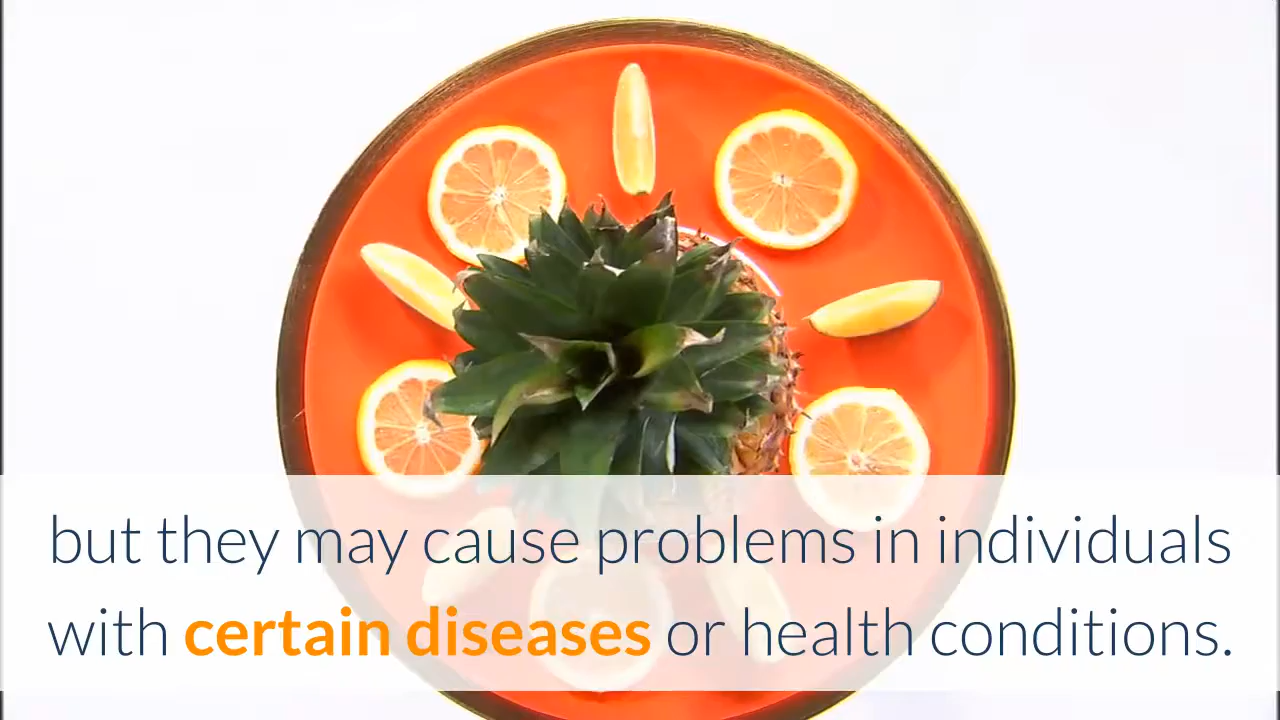 but they may cause problems in individuals
with certain diseases or health conditions.